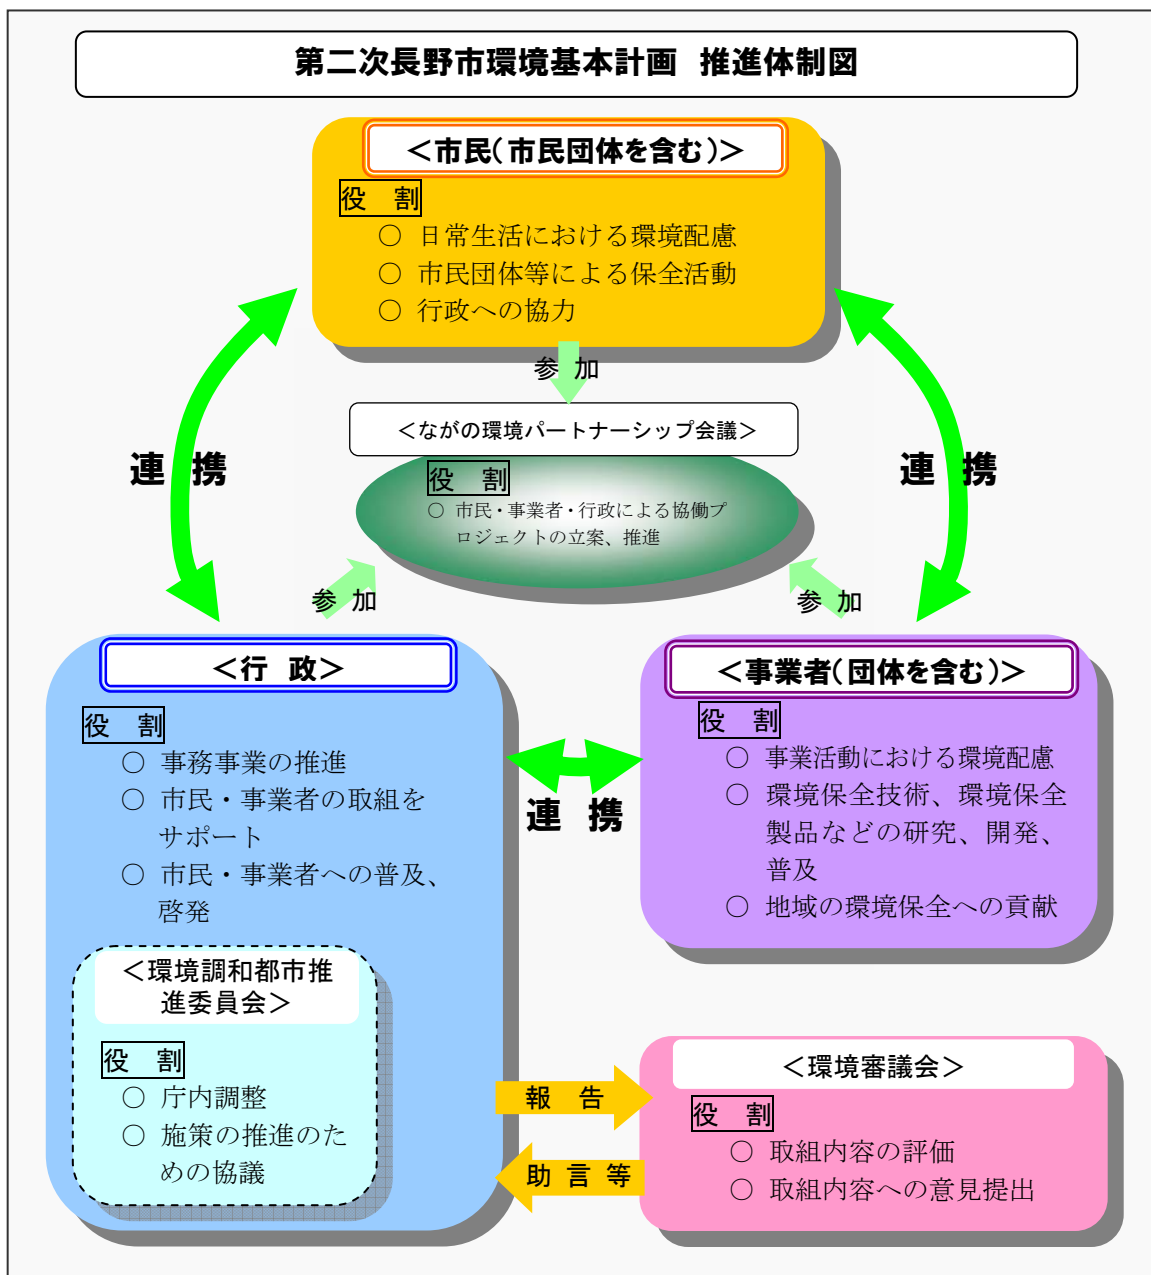 第二次長野市環境基本計画 推進体制図
＜市民（市民団体を含む）＞
役 割
○ 日常生活における環境配慮
○ 市民団体等による保全活動
○ 行政への協力
参 加
連 携
連 携
＜ながの環境パートナーシップ会議＞
役 割
○ 市民・事業者・行政による協働プ
ロジェクトの立案、推進
参 加
参 加
＜行 政＞
役 割
○ 事務事業の推進
○ 市民・事業者の取組を
サポート
○ 市民・事業者への普及、
啓発
連 携
＜事業者（団体を含む）＞
役 割
○ 事業活動における環境配慮
○ 環境保全技術、環境保全
製品などの研究、開発、
普及
○ 地域の環境保全への貢献
＜環境調和都市推
進委員会＞
役 割
○ 庁内調整
○ 施策の推進のた
めの協議
報 告
助 言 等
＜環境審議会＞
役 割
○ 取組内容の評価
○ 取組内容への意見提出